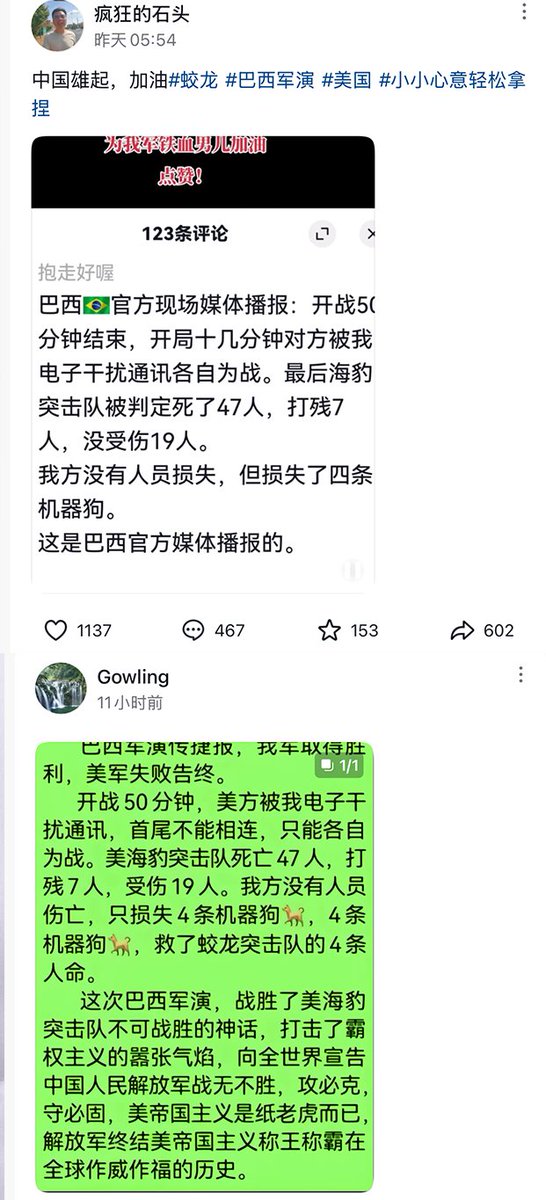 疯狂的石头
昨天 05:54
中国雄起，加油#蛟龙 #巴西军演 #美国 #小小心意轻松拿
捏
为我军铁血男儿加油
点赞！
123条评论
抱走好喔
巴西🇧🇷官方现场媒体播报：开战50
分钟结束，开局十几分钟对方被我
电子干扰通讯各自为战。最后海豹
突击队被判定死了47人，打残7
人，没受伤19人。
我方没有人员损失，但损失了四条
机器狗。
这是巴西官方媒体播报的。
1137
467
153
602
Gowling
11小时前
巴西军演传捷报，我军取得胜
利，美军失败告终。
1/1
开战50分钟，美方被我电子干
扰通讯，首尾不能相连，只能各自
为战。美海豹突击队死亡47人，打
残7人，受伤19人。我方没有人员
伤亡，只损失4条机器狗🐕，4条
机器狗🐕，救了蛟龙突击队的4条
人命。
这次巴西军演，战胜了美海豹
突击队不可战胜的神话，打击了霸
权主义的嚣张气焰，向全世界宣告
中国人民解放军战无不胜，攻必克，
守必固，美帝国主义是纸老虎而已，
解放军终结美帝国主义称王称霸在
全球作威作福的历史。